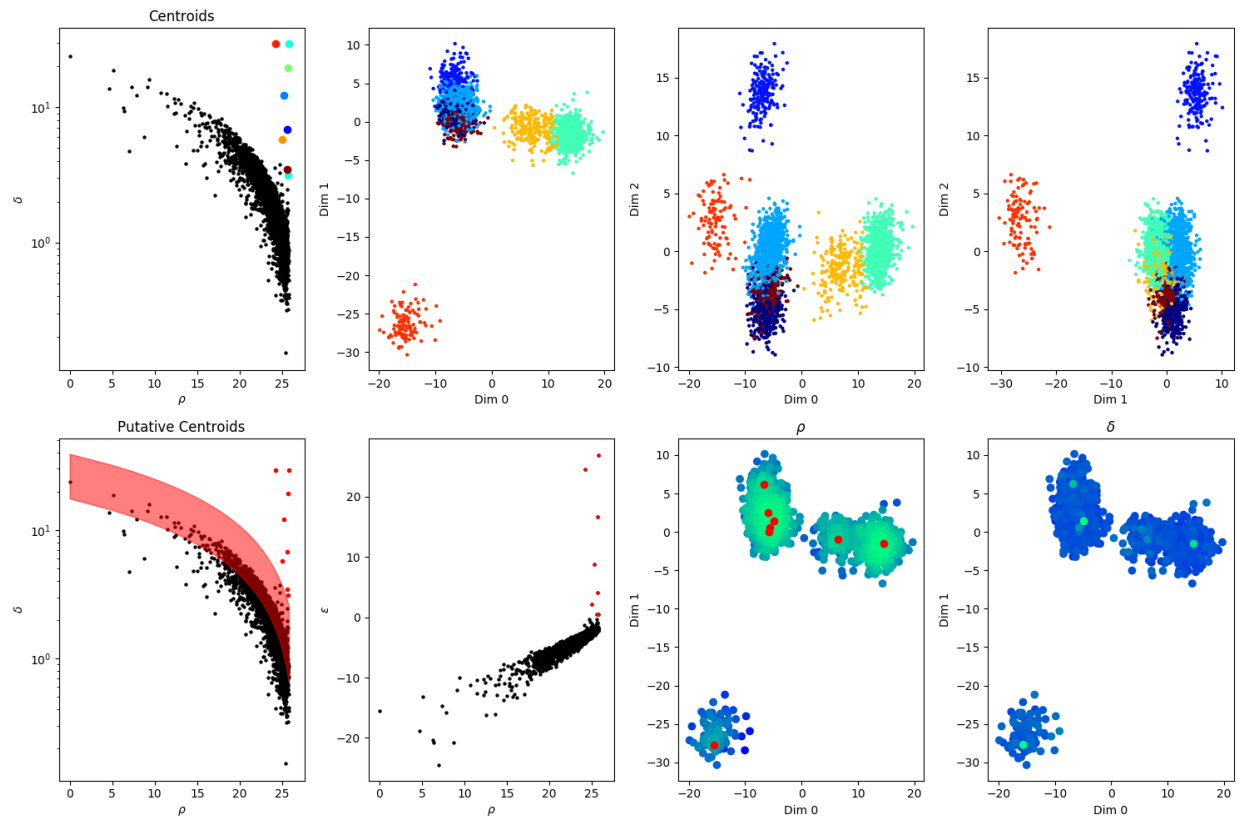 Centroids
10¹
10⁰
δ
0 5 10 15 20 25
ρ
10
5
0
−5
−10
−15
−20
−25
−30
Dim 1
−20 −10 0 10 20
Dim 0
15
10
5
0
−5
−10
Dim 2
−20 −10 0 10 20
Dim 0
15
10
5
0
−5
−10
Dim 2
−30 −20 −10 0 10
Dim 1
Putative Centroids
10¹
10⁰
δ
0 5 10 15 20 25
ρ
20
10
0
−10
−20
ε
0 5 10 15 20 25
ρ
ρ
10
5
0
−5
−10
−15
−20
−25
−30
Dim 1
−20 −10 0 10 20
Dim 0
δ
10
5
0
−5
−10
−15
−20
−25
−30
Dim 1
−20 −10 0 10 20
Dim 0